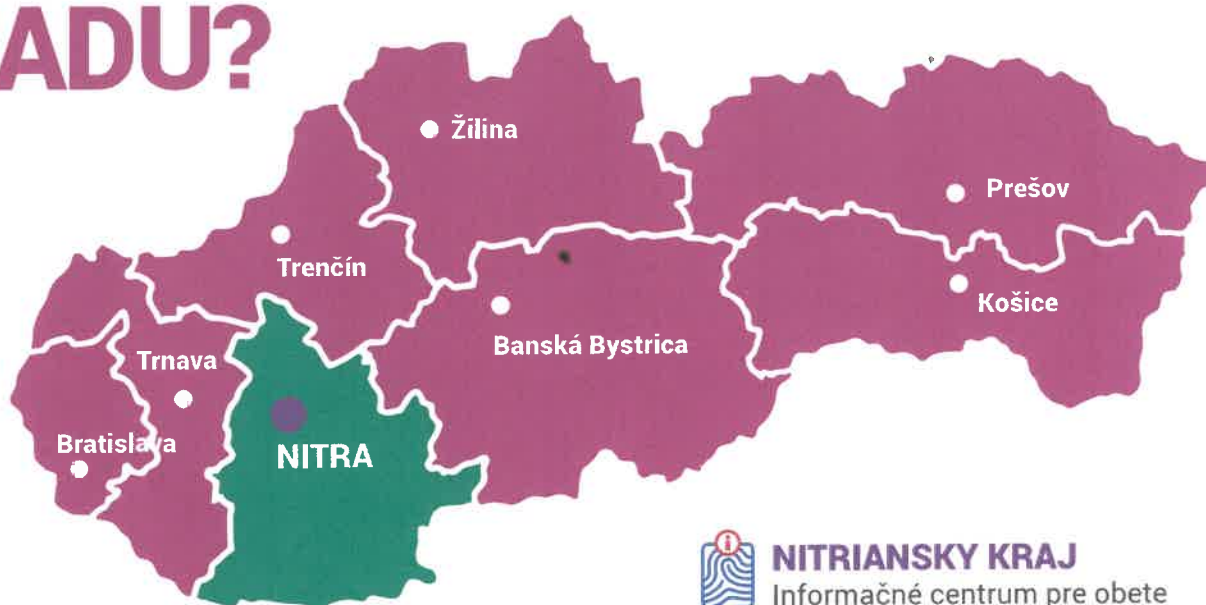 ADU?
Žilina
Prešov
Trenčín
Košice
Banská Bystrica
Trnava
Bratislava
NITRA
NITRIANSKY KRAJ
Informačné centrum pre obete